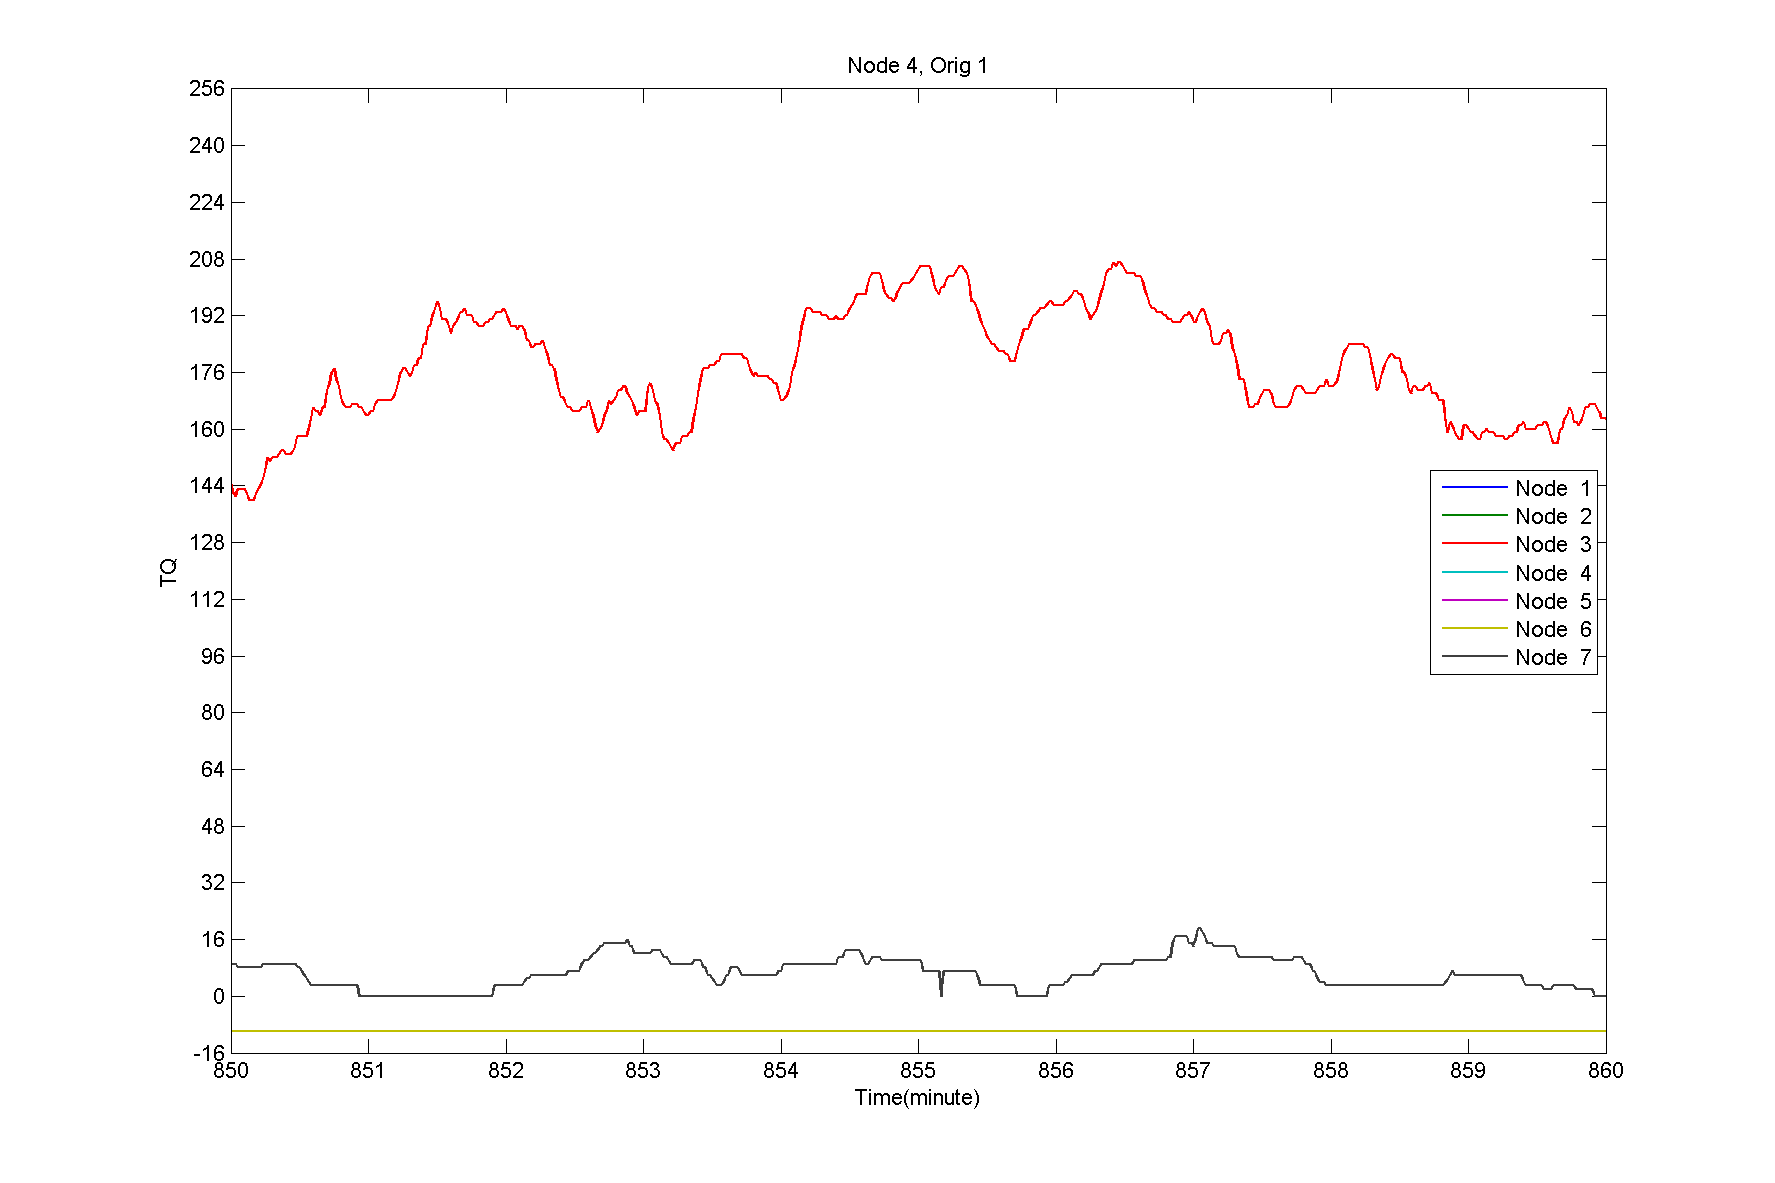 Node 4, Orig 1
256
240
224
208
192
176
160
144
128
112
96
80
64
48
32
16
0
-16
TQ
Node 1
Node 2
Node 3
Node 4
Node 5
Node 6
Node 7
850 851 852 853 854 855 856 857 858 859 860
Time(minute)